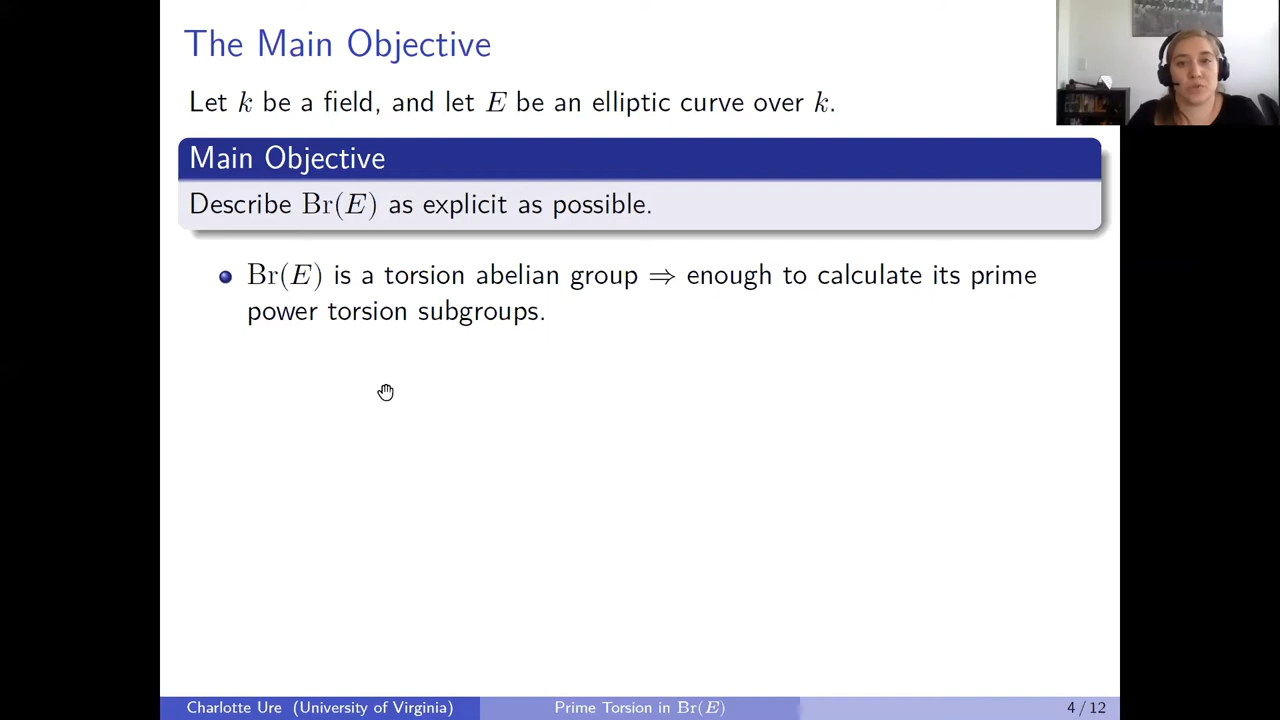 The Main Objective
Let k be a field, and let E be an elliptic curve over k.
Main Objective
Describe Br(E) as explicit as possible.
Br(E) is a torsion abelian group ⇒ enough to calculate its prime
power torsion subgroups.
Charlotte Ure (University of Virginia) Prime Torsion in Br(E) 4 / 12